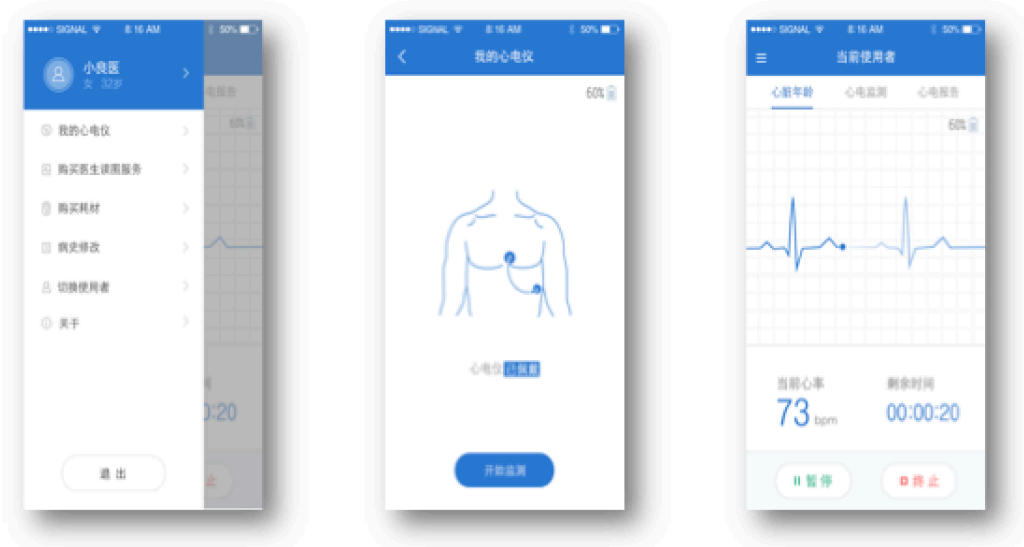 SIGNAL 8:16 AM 50%
小良医
女 32岁
心电报告
60%
我的心电仪
购买医生读图服务
购买耗材
病史修改
切换使用者
关于
0:20
退出
止
SIGNAL 8:16 AM 50%
我的心电仪
60%
心电仪已佩戴
开始监测
SIGNAL 8:16 AM 50%
当前使用者
心脏年龄 心电监测 心电报告
60%
当前心率 剩余时间
73 bpm 00:00:20
暂停 终止